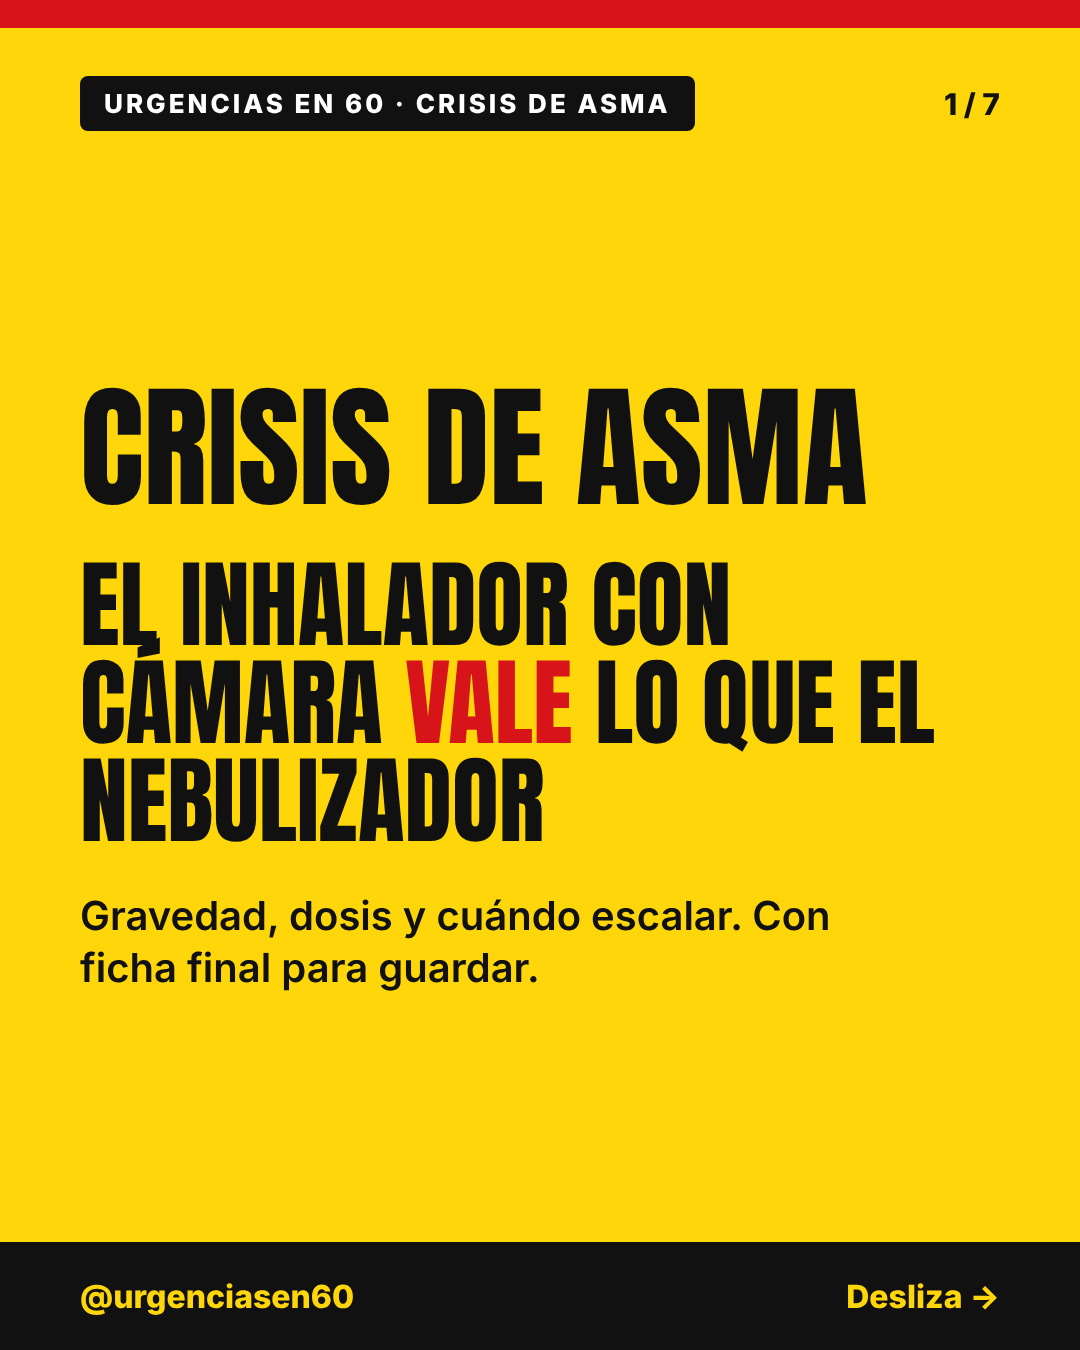 URGENCIAS EN 60 · CRISIS DE ASMA
1/7
CRISIS DE ASMA
EL INHALADOR CON
CÁMARA VALE LO QUE EL
NEBULIZADOR
Gravedad, dosis y cuándo escalar. Con
ficha final para guardar.
@urgenciasen60
Desliza →